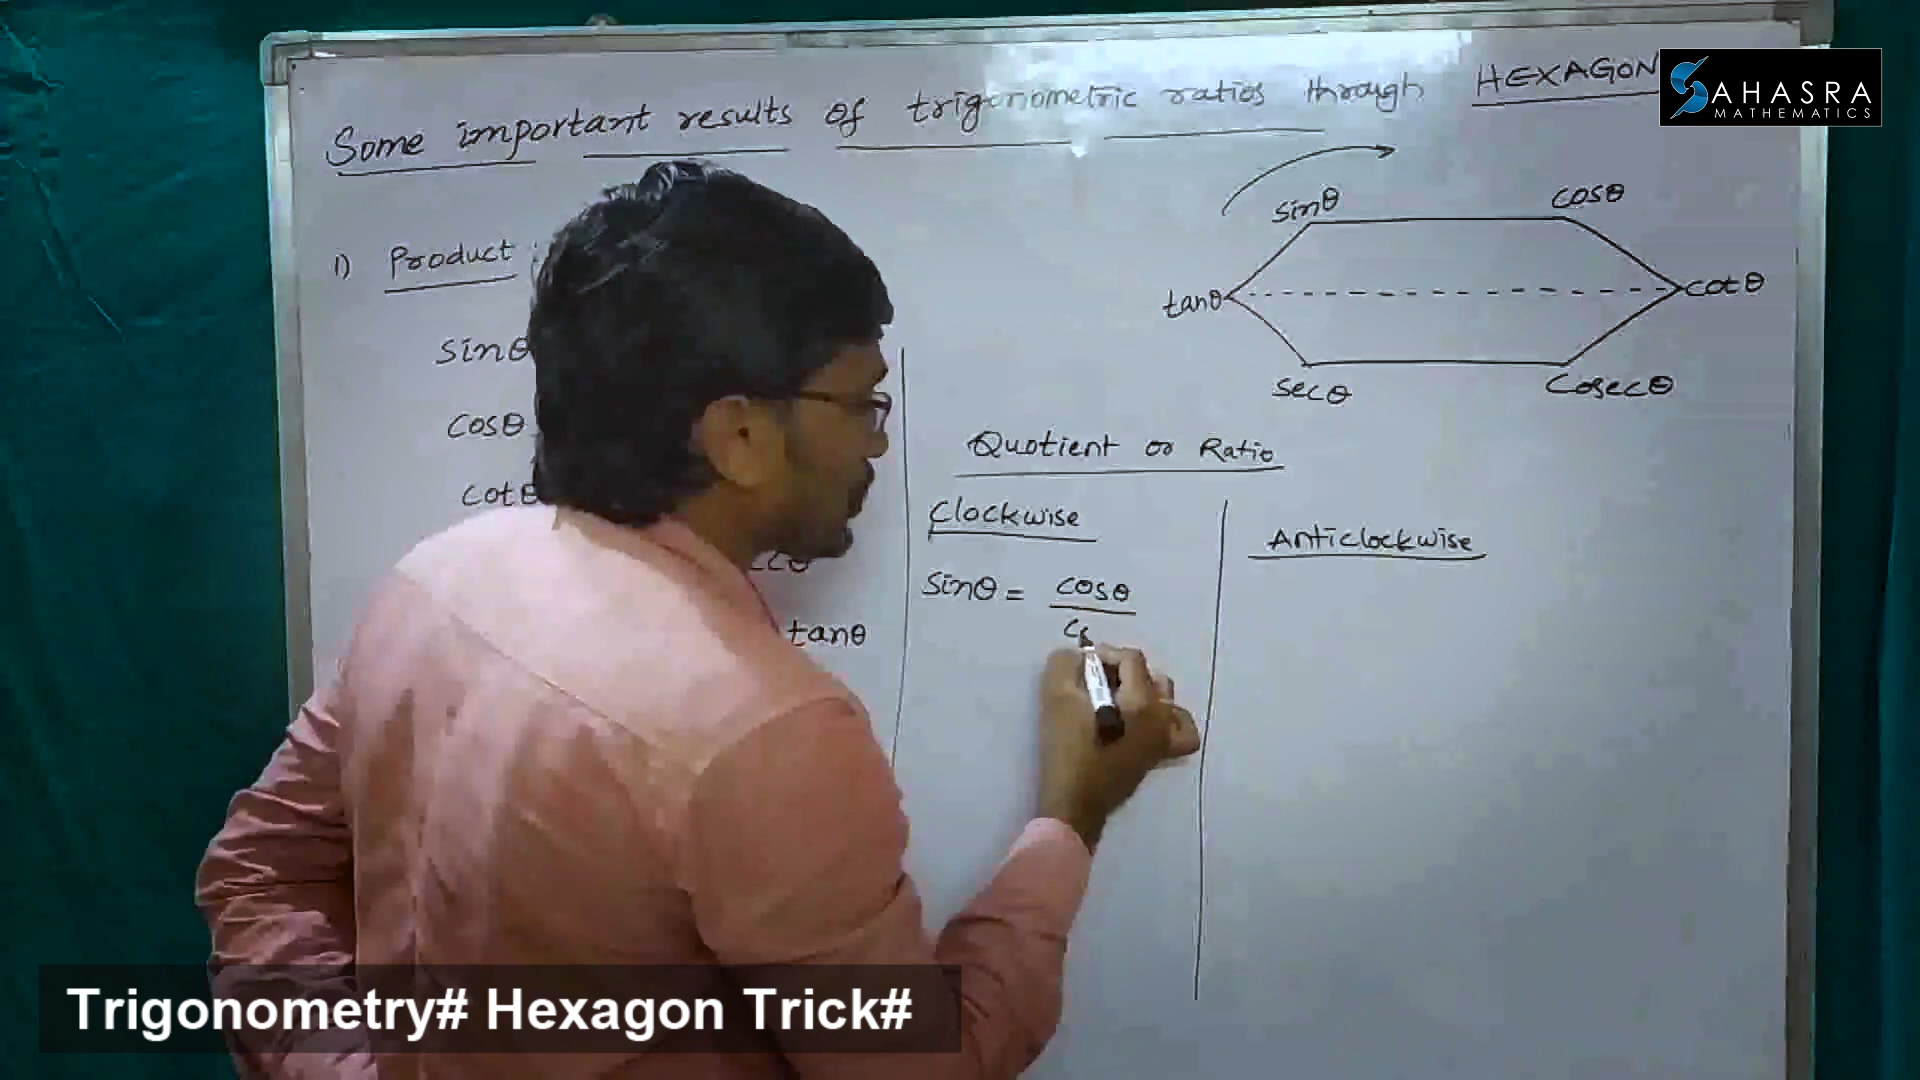 Some important results of trigonometric ratios through HEXAGON
SAHASRA
MATHEMATICS
sinθ
cosθ
tanθ
cotθ
secθ
Cosecθ
1) Product
sinθ
cosθ
cotθ
tanθ
Quotient or Ratio
Clockwise
Anticlockwise
sinθ = cosθ
Trigonometry# Hexagon Trick#